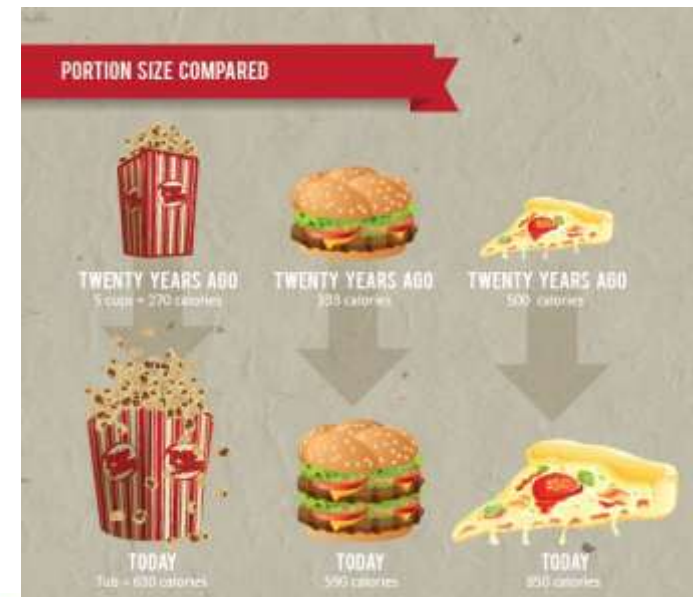 PORTION SIZE COMPARED
TWENTY YEARS AGO
5 cups = 270 calories
TWENTY YEARS AGO
333 calories
TWENTY YEARS AGO
500 calories
TODAY
Tub = 630 calories
TODAY
590 calories
TODAY
850 calories